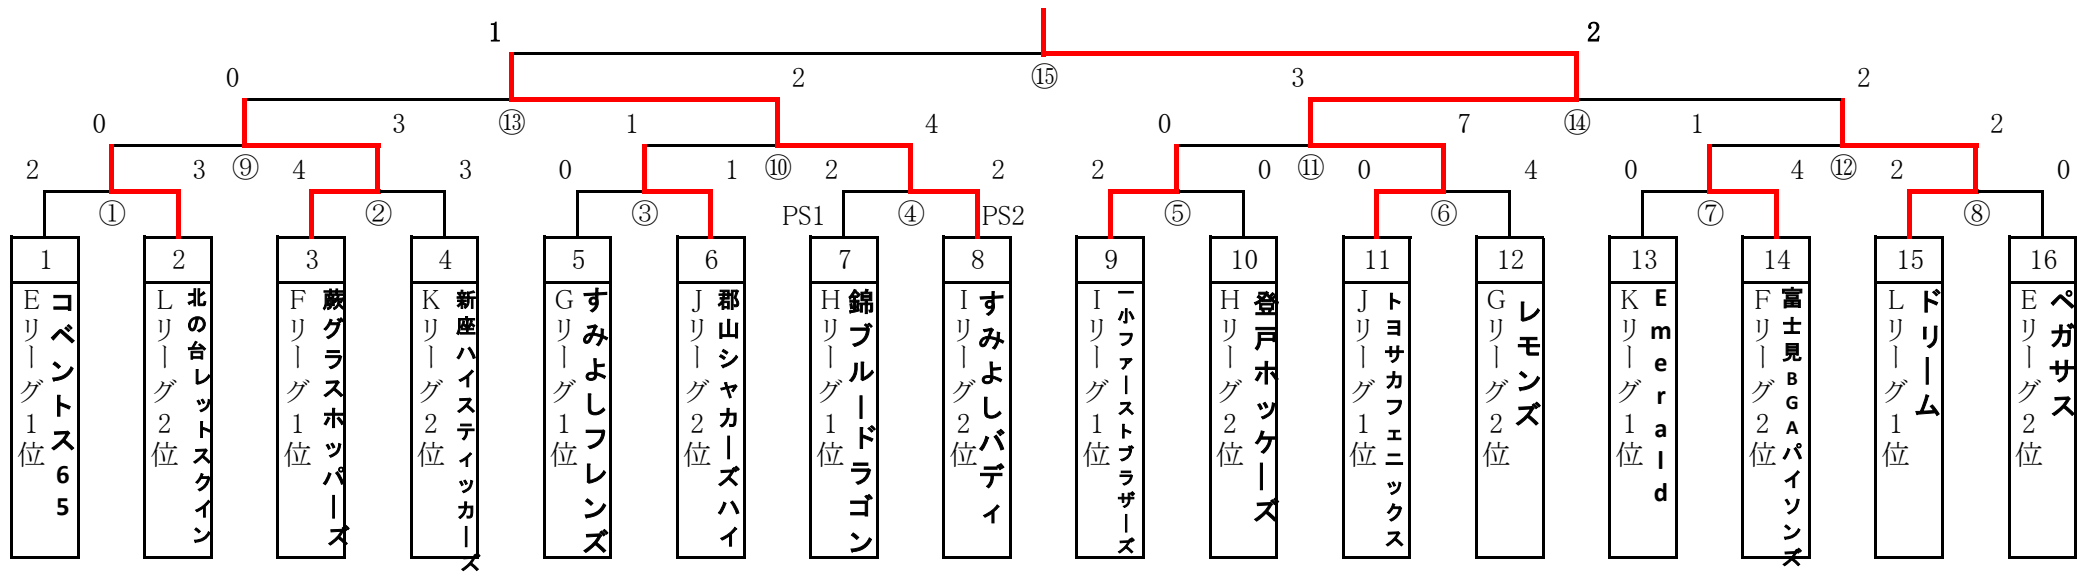 1 2
0 2 ⑮ 3 2
0 3 ⑬ 1 4 0 7 ⑭ 1 2
2 3 ⑨ 4 3 0 1 ⑩ 2 2 2 0 ⑪ 0 4 0 4 ⑫ 2 0
① ② ③ PS1 ④ PS2 ⑤ ⑥ ⑦ ⑧
1 2 3 4 5 6 7 8 9 10 11 12 13 14 15 16
Eリーグ1位
コベントス65
Lリーグ2位
北の台レットスクイン
Fリーグ1位
蕨グラスホッパーズ
Kリーグ2位
新座ハイスティッカーズ
Gリーグ1位
すみよしフレンズ
Jリーグ2位
郡山シャカーズハイ
Hリーグ1位
錦ブルードラゴン
Iリーグ2位
すみよしバディ
Iリーグ1位
一小ファーストブラザーズ
Hリーグ2位
登戸ホッケーズ
Jリーグ1位
トヨサカフェニックス
Gリーグ2位
レモンズ
Kリーグ1位
Emerald
Fリーグ2位
富士見BGAパイソンズ
Lリーグ1位
ドリーム
Eリーグ2位
ペガサス